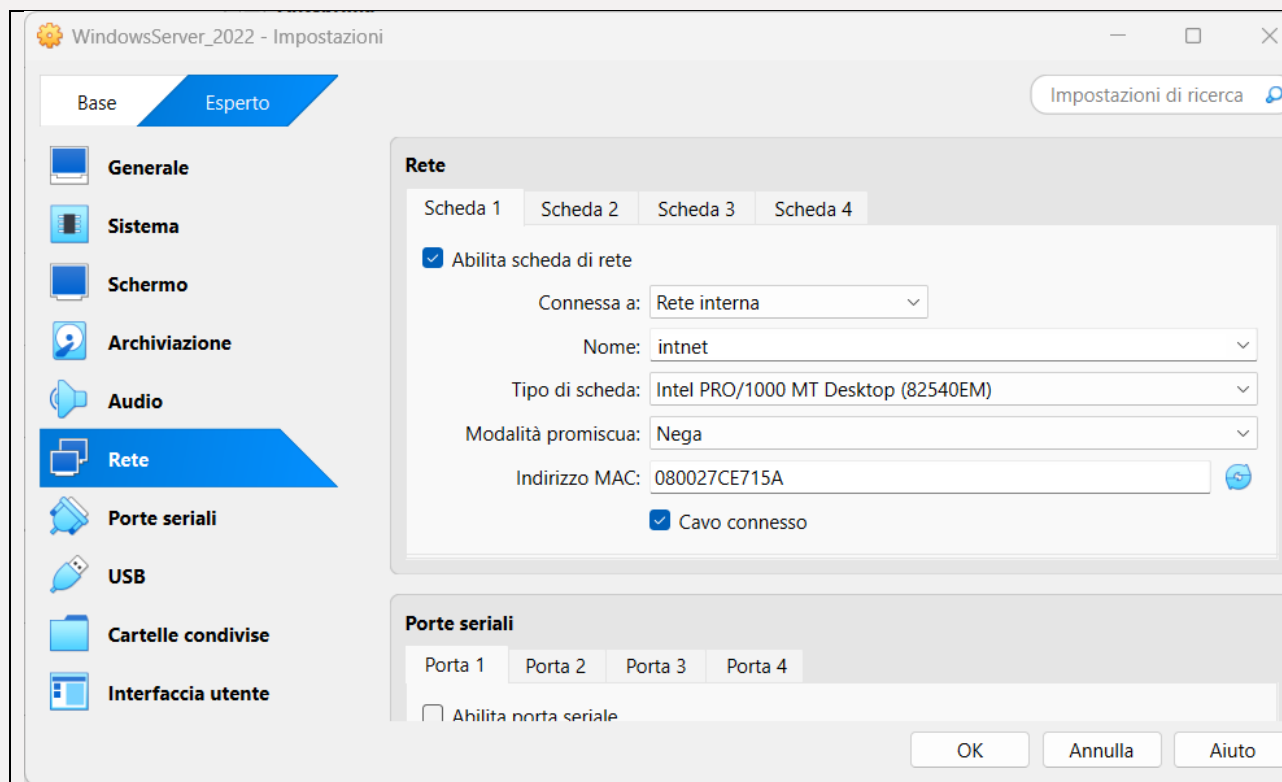 WindowsServer_2022 - Impostazioni
Base Esperto
Impostazioni di ricerca
Generale
Sistema
Schermo
Archiviazione
Audio
Rete
Porte seriali
USB
Cartelle condivise
Interfaccia utente
Rete
Scheda 1 Scheda 2 Scheda 3 Scheda 4
Abilita scheda di rete
Connessa a: Rete interna
Nome: intnet
Tipo di scheda: Intel PRO/1000 MT Desktop (82540EM)
Modalità promiscua: Nega
Indirizzo MAC: 080027CE715A
Cavo connesso
Porte seriali
Porta 1 Porta 2 Porta 3 Porta 4
Abilita porta seriale
OK Annulla Aiuto